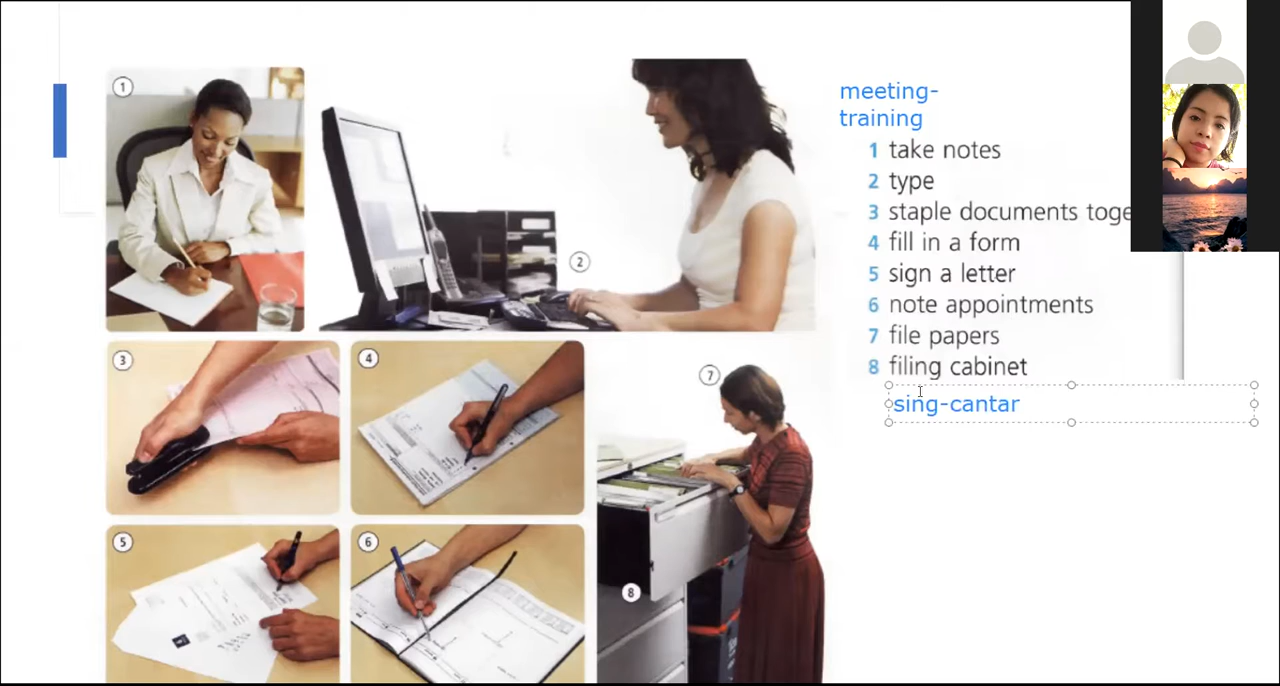 1
2
3
4
5
6
7
8
meeting-
training
1 take notes
2 type
3 staple documents toge
4 fill in a form
5 sign a letter
6 note appointments
7 file papers
8 filing cabinet
sing-cantar